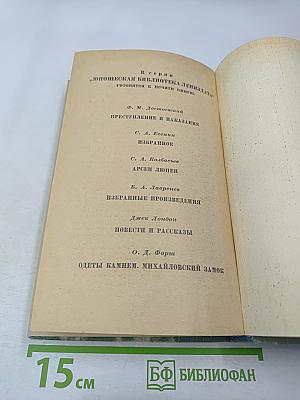 В серии
„ЮНОШЕСКАЯ БИБЛИОТЕКА ЛЕНИЗДАТА“
готовятся к печати книги:
Ф. М. Достоевский
ПРЕСТУПЛЕНИЕ И НАКАЗАНИЕ
С. А. Есенин
ИЗБРАННОЕ
С. А. Колбасьев
АРСЕН ЛЮПЕН
Б. А. Лавренев
ИЗБРАННЫЕ ПРОИЗВЕДЕНИЯ
Джек Лондон
ПОВЕСТИ И РАССКАЗЫ
О. Д. Форш
ОДЕТЫ КАМНЕМ. МИХАЙЛОВСКИЙ ЗАМОК
15 см
БФ БИБЛИОФАН